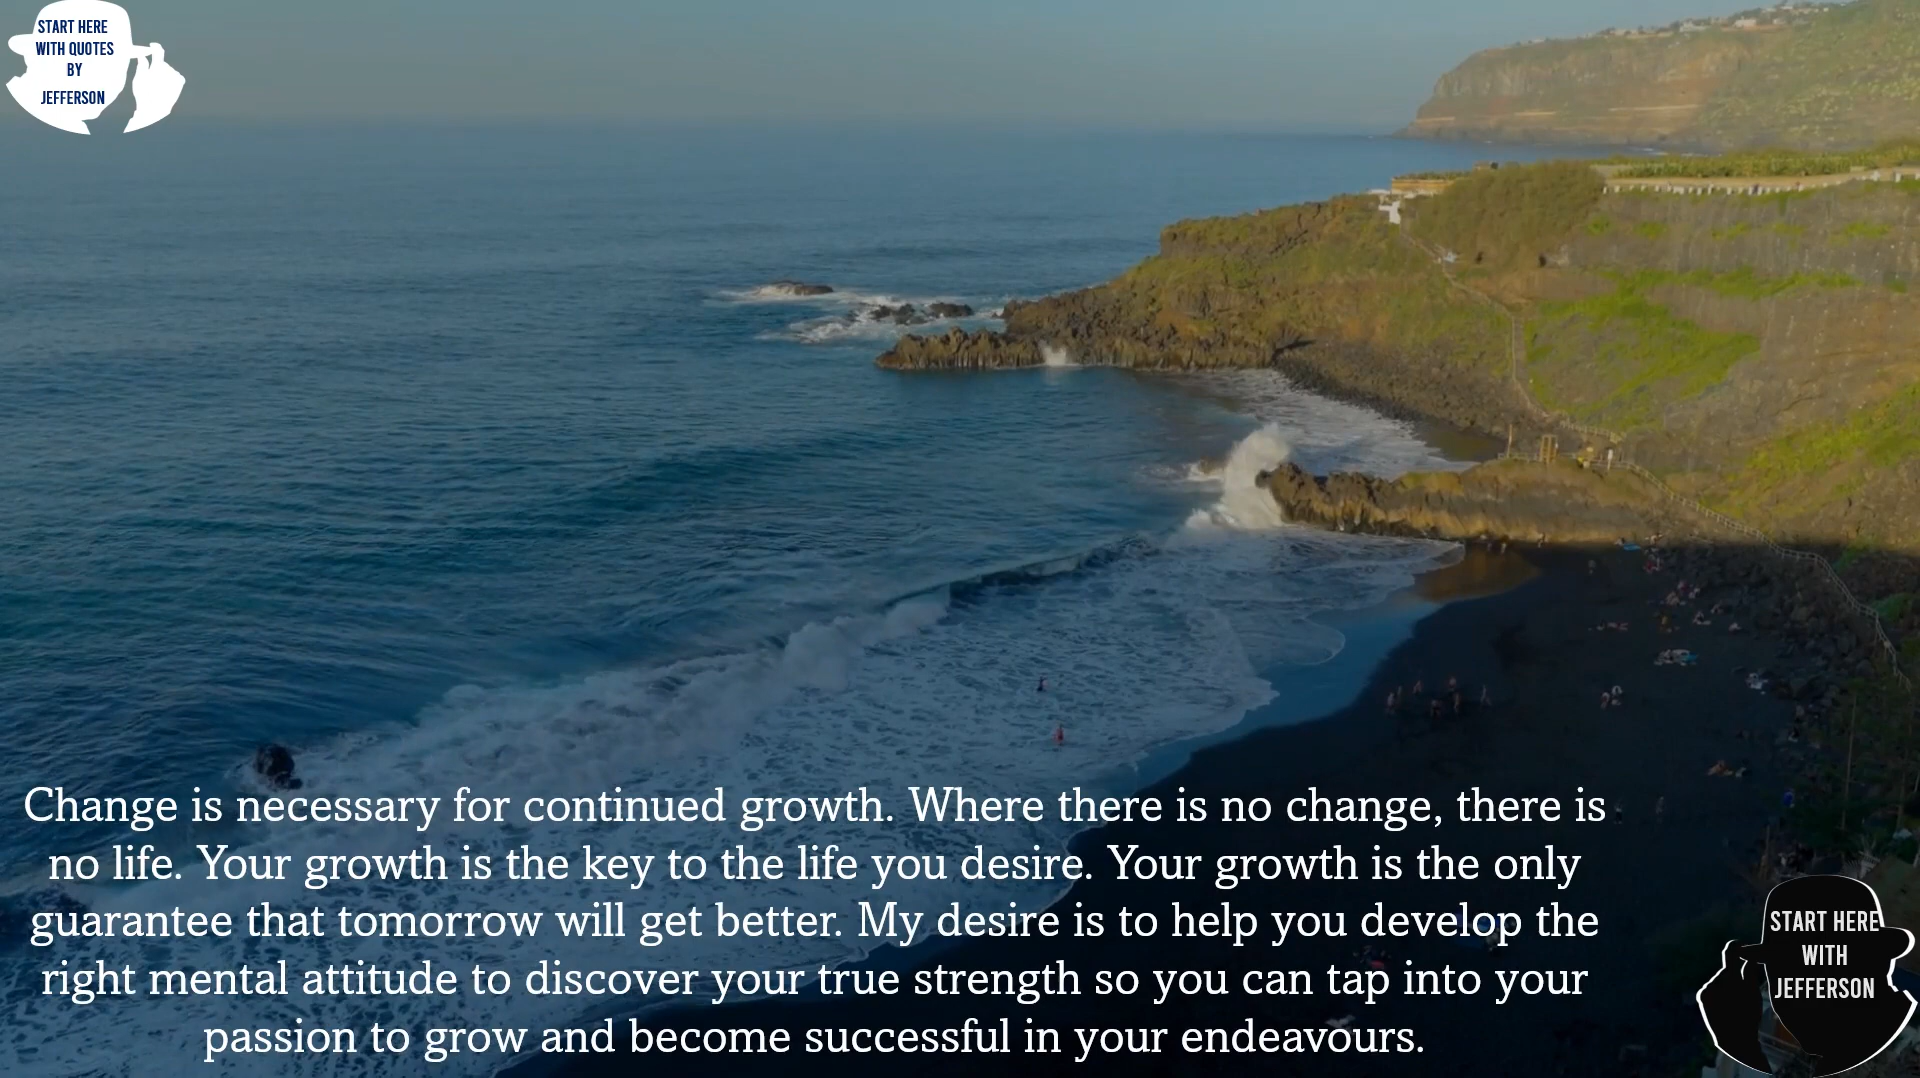 START HERE
WITH QUOTES
BY
JEFFERSON
Change is necessary for continued growth. Where there is no change, there is
no life. Your growth is the key to the life you desire. Your growth is the only
guarantee that tomorrow will get better. My desire is to help you develop the
right mental attitude to discover your true strength so you can tap into your
passion to grow and become successful in your endeavours.
START HERE
WITH
JEFFERSON